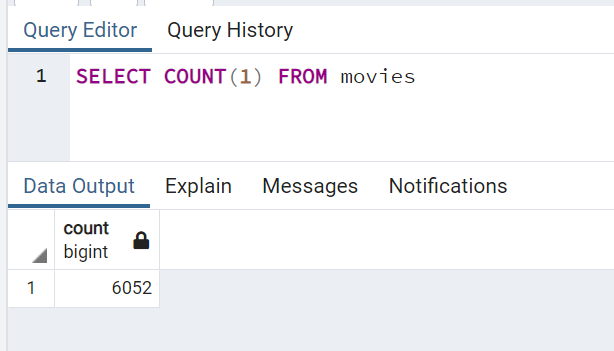 Query Editor Query History
1 SELECT COUNT(1) FROM movies
Data Output Explain Messages Notifications
count
bigint
1 6052